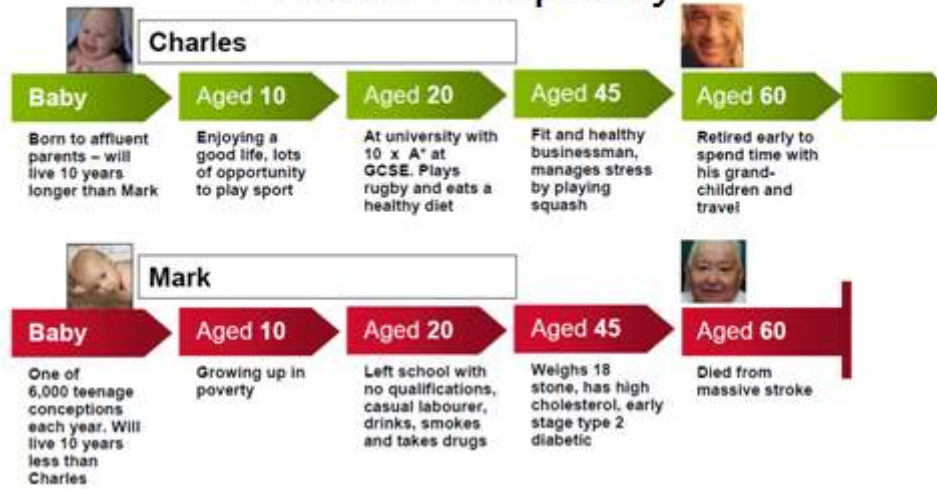 Charles
Baby
Aged 10
Aged 20
Aged 45
Aged 60
Born to affluent
parents – will
live 10 years
longer than Mark
Enjoying a
good life, lots
of opportunity
to play sport
At university with
10 x A* at
GCSE. Plays
rugby and eats a
healthy diet
Fit and healthy
businessman,
manages stress
by playing
squash
Retired early to
spend time with
his grand-
children and
travel
Mark
Baby
Aged 10
Aged 20
Aged 45
Aged 60
One of
6,000 teenage
conceptions
each year. Will
live 10 years
less than
Charles
Growing up in
poverty
Left school with
no qualifications,
casual labourer,
drinks, smokes
and takes drugs
Weighs 18
stone, has high
cholesterol, early
stage type 2
diabetic
Died from
massive stroke